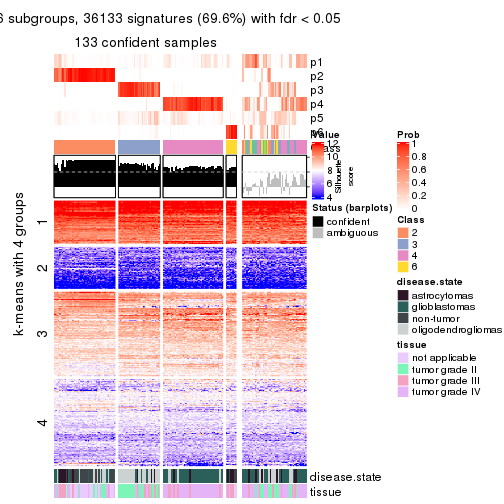 6 subgroups, 36133 signatures (69.6%) with fdr < 0.05
133 confident samples
p1
p2
p3
p4
p5
p6
Value
12
10
8
6
4
Silhouette
score
Prob
1
0.8
0.6
0.4
0.2
0
Status (barplots)
confident
ambiguous
Class
2
3
4
6
disease.state
astrocytomas
glioblastomas
non-tumor
oligodendrogliomas
tissue
not applicable
tumor grade II
tumor grade III
tumor grade IV
k-means with 4 groups
1
2
3
4
disease.state
tissue